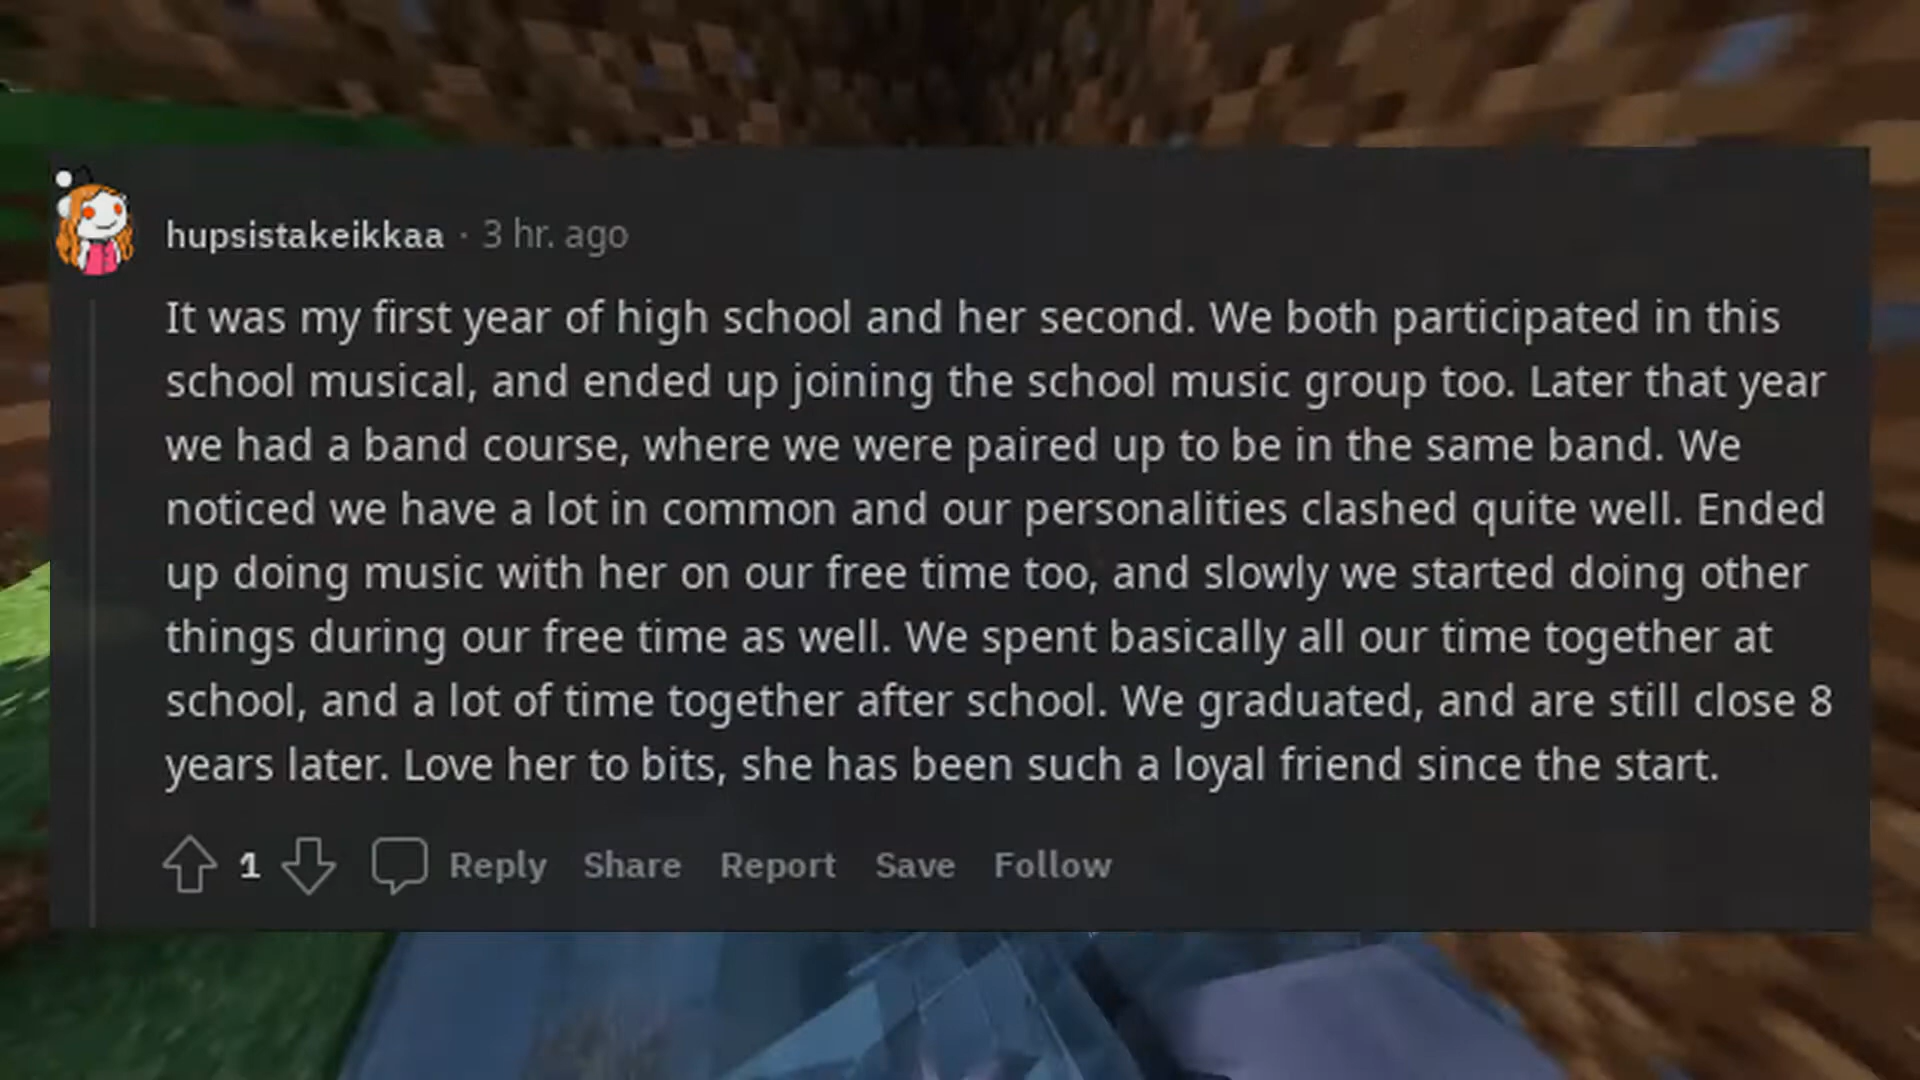 hupsistakeikkaa · 3 hr. ago
It was my first year of high school and her second. We both participated in this
school musical, and ended up joining the school music group too. Later that year
we had a band course, where we were paired up to be in the same band. We
noticed we have a lot in common and our personalities clashed quite well. Ended
up doing music with her on our free time too, and slowly we started doing other
things during our free time as well. We spent basically all our time together at
school, and a lot of time together after school. We graduated, and are still close 8
years later. Love her to bits, she has been such a loyal friend since the start.
1 Reply Share Report Save Follow